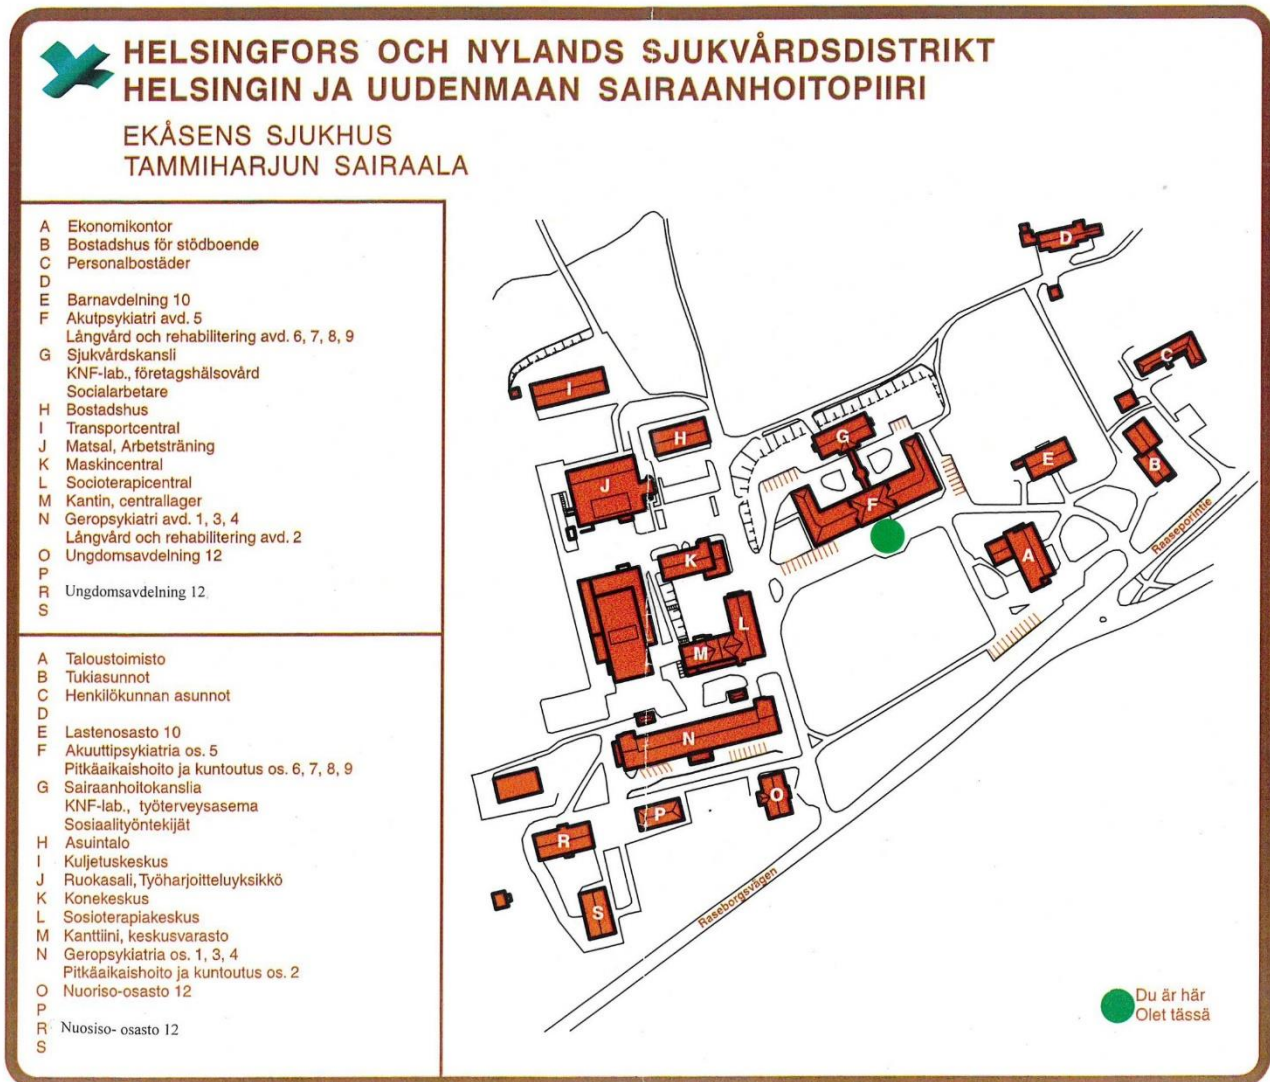 HELSINGFORS OCH NYLANDS SJUKVÅRDSDISTRIKT
HELSINGIN JA UUDENMAAN SAIRAANHOITOPIIRI
EKÅSENS SJUKHUS
TAMMIHARJUN SAIRAALA
A Ekonomikontor
B Bostadshus för stödboende
C Personalbostäder
D
E Barnavdelning 10
F Akutpsykiatri avd. 5
Långvård och rehabilitering avd. 6, 7, 8, 9
G Sjukvårdskansli
KNF-lab., företagshälsovård
Socialarbetare
H Bostadshus
I Transportcentral
J Matsal, Arbetsträning
K Maskincentral
L Socioterapicentral
M Kantin, centrallager
N Geropsykiatri avd. 1, 3, 4
Långvård och rehabilitering avd. 2
O Ungdomsavdelning 12
P
R Ungdomsavdelning 12
S
A Taloustoimisto
B Tukiasunnot
C Henkilökunnan asunnot
D
E Lastenosasto 10
F Akuuttipsykiatria os. 5
Pitkäaikaishoito ja kuntoutus os. 6, 7, 8, 9
G Sairaanhoitokanslia
KNF-lab., työterveysasema
Sosiaalityöntekijät
H Asuintalo
I Kuljetuskeskus
J Ruokasali, Työharjoitteluyksikkö
K Konekeskus
L Sosioterapiakeskus
M Kanttiini, keskusvarasto
N Geropsykiatria os. 1, 3, 4
Pitkäaikaishoito ja kuntoutus os. 2
O Nuoriso-osasto 12
P
R Nuosiso- osasto 12
S
D
C
I
H
G
E
B
J
F
Raaseporintie
K
A
L
M
N
O
P
R
S
Raseborgsvägen
Du är här
Olet tässä